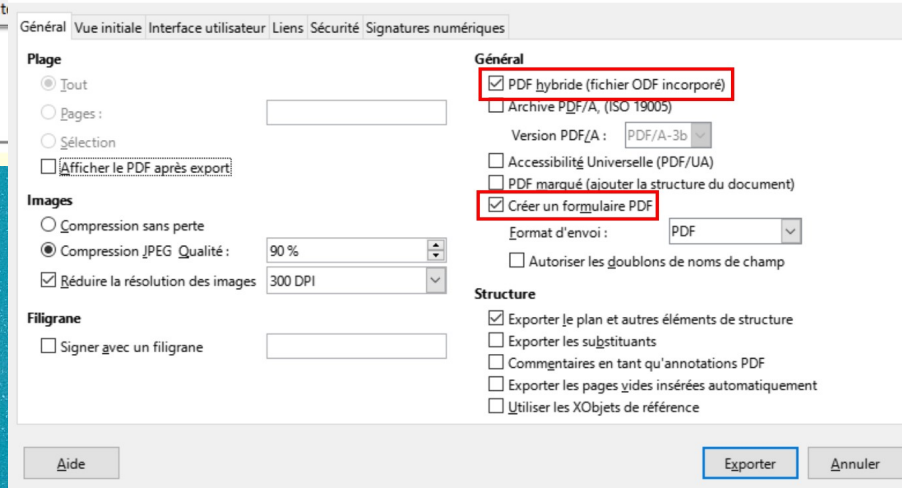 Général Vue initiale Interface utilisateur Liens Sécurité Signatures numériques
Plage
Tout
Pages :
Sélection
Afficher le PDF après export
Images
Compression sans perte
Compression JPEG Qualité : 90 %
Réduire la résolution des images 300 DPI
Filigrane
Signer avec un filigrane
Général
PDF hybride (fichier ODF incorporé)
Archive PDF/A, (ISO 19005)
Version PDF/A : PDF/A-3b
Accessibilité Universelle (PDF/UA)
PDF marqué (ajouter la structure du document)
Créer un formulaire PDF
Format d'envoi : PDF
Autoriser les doublons de noms de champ
Structure
Exporter le plan et autres éléments de structure
Exporter les substituants
Commentaires en tant qu'annotations PDF
Exporter les pages vides insérées automatiquement
Utiliser les XObjets de référence
Aide Exporter Annuler